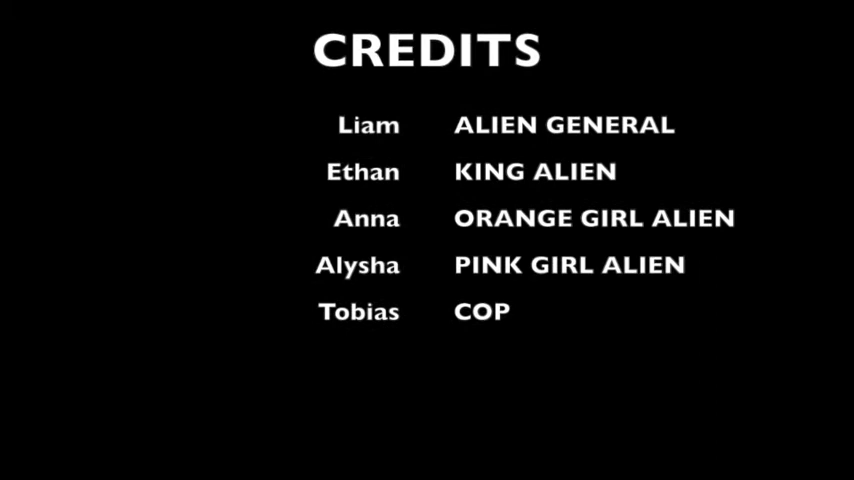 CREDITS
Liam ALIEN GENERAL
Ethan KING ALIEN
Anna ORANGE GIRL ALIEN
Alysha PINK GIRL ALIEN
Tobias COP